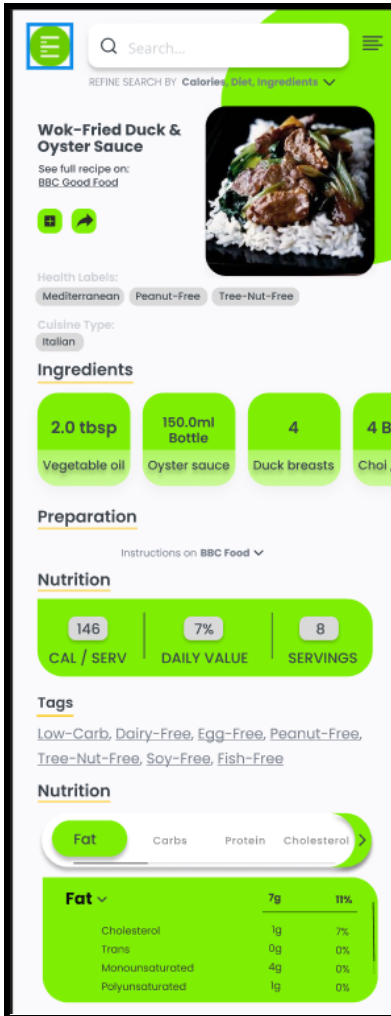 Search...
REFINE SEARCH BY Calories, Diet, Ingredients
Wok-Fried Duck &
Oyster Sauce
See full recipe on:
BBC Good Food
Health Labels:
Mediterranean Peanut-Free Tree-Nut-Free
Cuisine Type:
Italian
Ingredients
2.0 tbsp
Vegetable oil
150.0ml
Bottle
Oyster sauce
4
Duck breasts
4 B
Choi
Preparation
Instructions on BBC Food
Nutrition
146
CAL / SERV
7%
DAILY VALUE
8
SERVINGS
Tags
Low-Carb, Dairy-Free, Egg-Free, Peanut-Free,
Tree-Nut-Free, Soy-Free, Fish-Free
Nutrition
Fat Carbs Protein Cholesterol
Fat 7g 11%
Cholesterol 1g 7%
Trans 0g 0%
Monounsaturated 4g 0%
Polyunsaturated 1g 0%